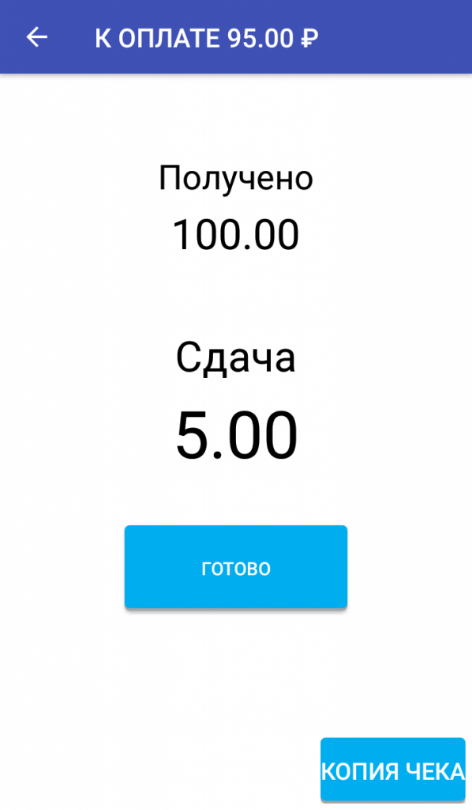 К ОПЛАТЕ 95.00 ₽
Получено
100.00
Сдача
5.00
ГОТОВО
КОПИЯ ЧЕКА